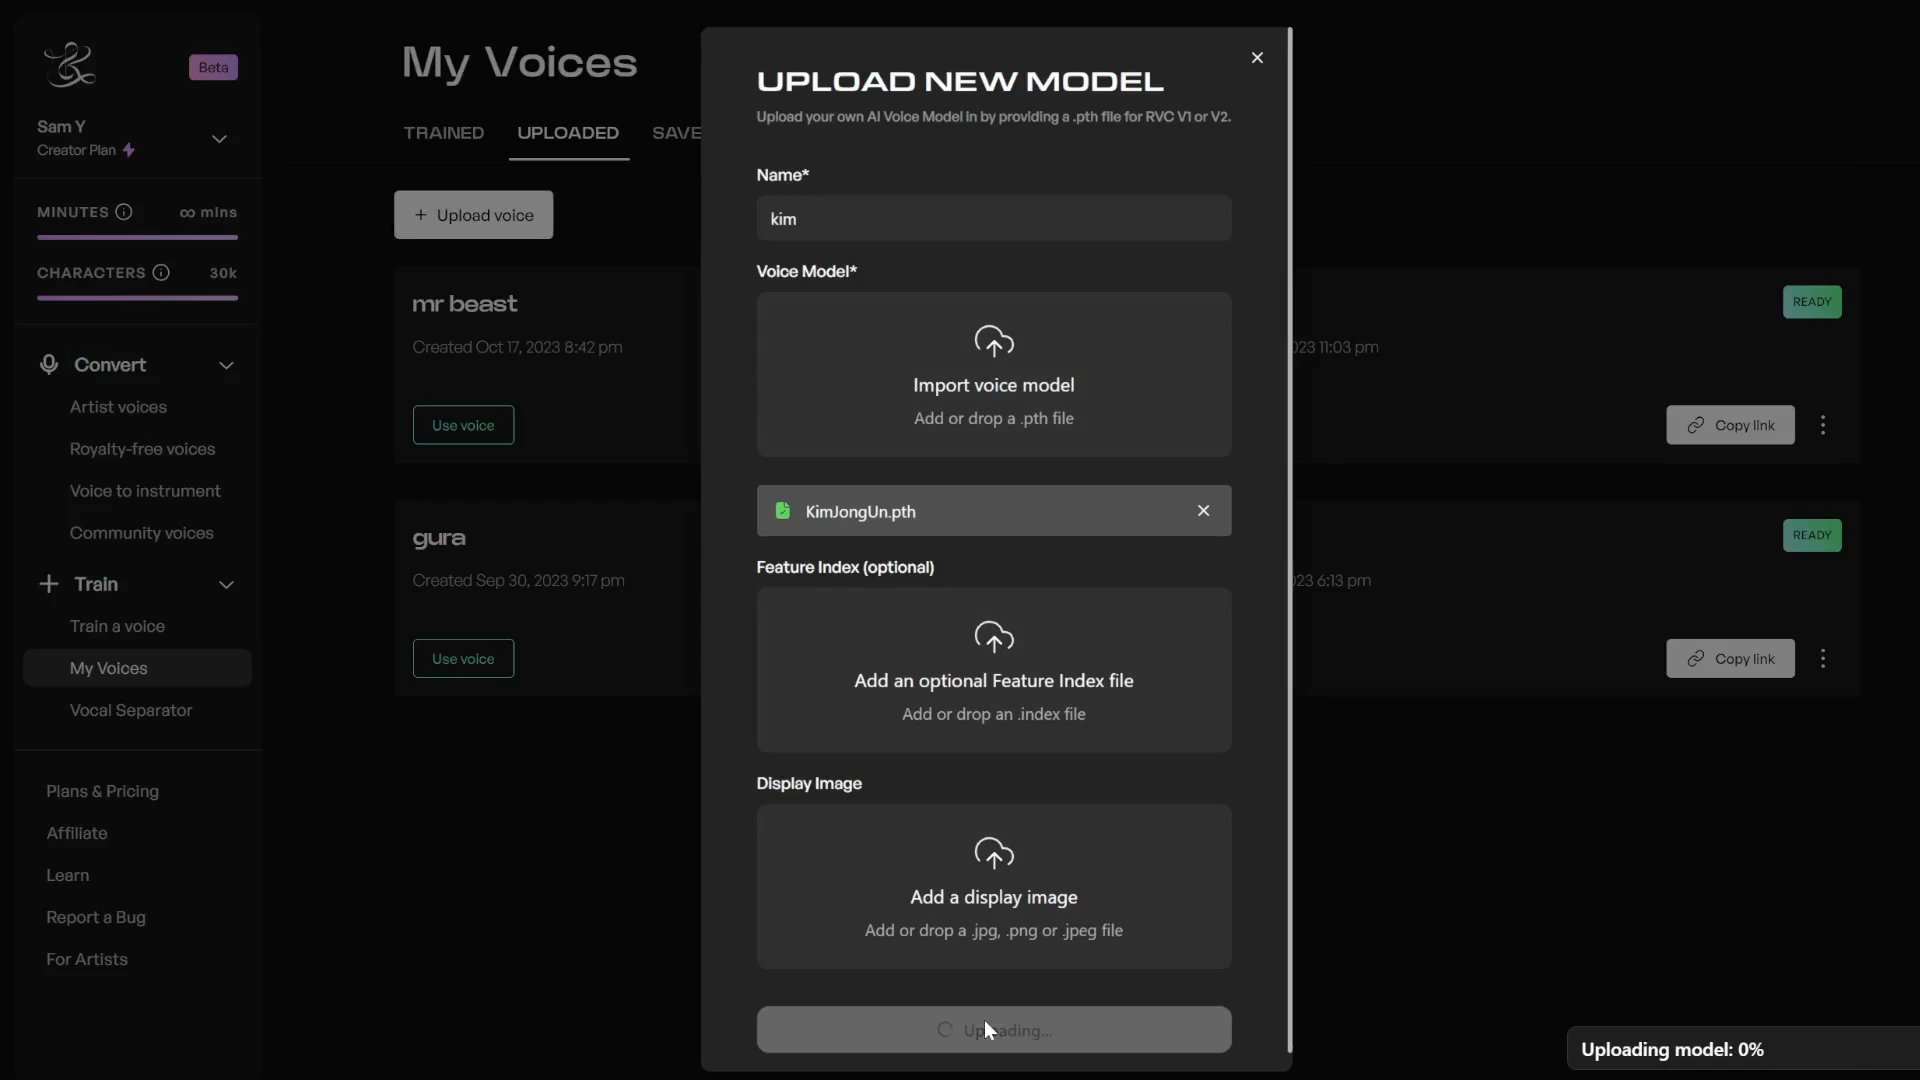 Beta
Sam Y
Creator Plan
MINUTES
∞ mins
CHARACTERS
30k
Convert
Artist voices
Royalty-free voices
Voice to instrument
Community voices
Train
Train a voice
My Voices
Vocal Separator
Plans & Pricing
Affiliate
Learn
Report a Bug
For Artists
My Voices
TRAINED UPLOADED SAVE
+ Upload voice
mr beast
Created Oct 17, 2023 8:42 pm
Use voice
gura
Created Sep 30, 2023 9:17 pm
Use voice
UPLOAD NEW MODEL
Upload your own AI Voice Model in by providing a .pth file for RVC V1 or V2.
Name*
kim
Voice Model*
Import voice model
Add or drop a .pth file
KimJongUn.pth
Feature Index (optional)
Add an optional Feature Index file
Add or drop an .index file
Display Image
Add a display image
Add or drop a .jpg, .png or .jpeg file
READY
023 11:03 pm
Copy link
READY
023 6:13 pm
Copy link
Uploading model: 0%